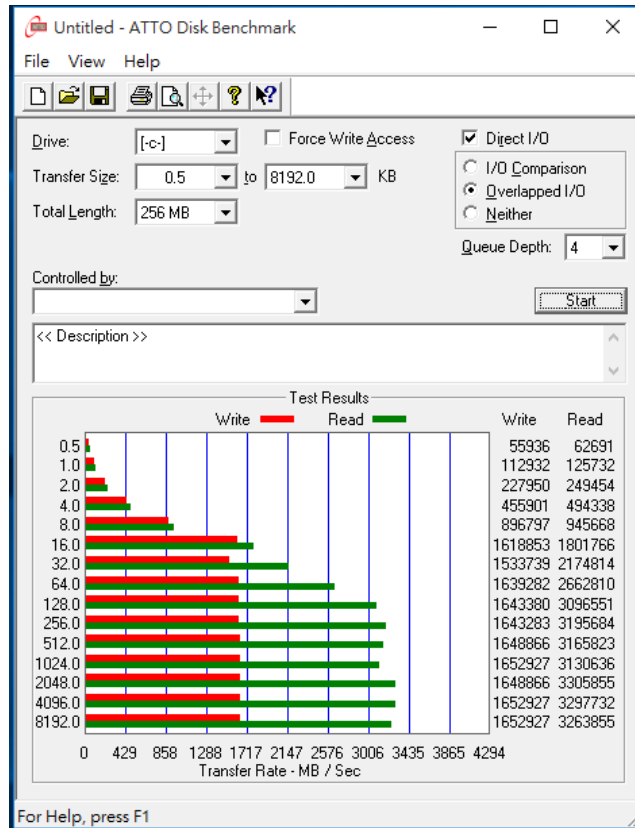 Untitled - ATTO Disk Benchmark
File View Help
Drive: [-c-] Force Write Access Direct I/O
Transfer Size: 0.5 to 8192.0 KB
I/O Comparison
Overlapped I/O
Neither
Total Length: 256 MB
Queue Depth: 4
Controlled by:
Start
<< Description >>
Test Results
Write Read Write Read
0.5 55936 62691
1.0 112932 125732
2.0 227950 249454
4.0 455901 494338
8.0 896797 945668
16.0 1618853 1801766
32.0 1533739 2174814
64.0 1639282 2662810
128.0 1643380 3096551
256.0 1643283 3195684
512.0 1648866 3165823
1024.0 1652927 3130636
2048.0 1648866 3305855
4096.0 1652927 3297732
8192.0 1652927 3263855
0 429 858 1288 1717 2147 2576 3006 3435 3865 4294
Transfer Rate - MB / Sec
For Help, press F1